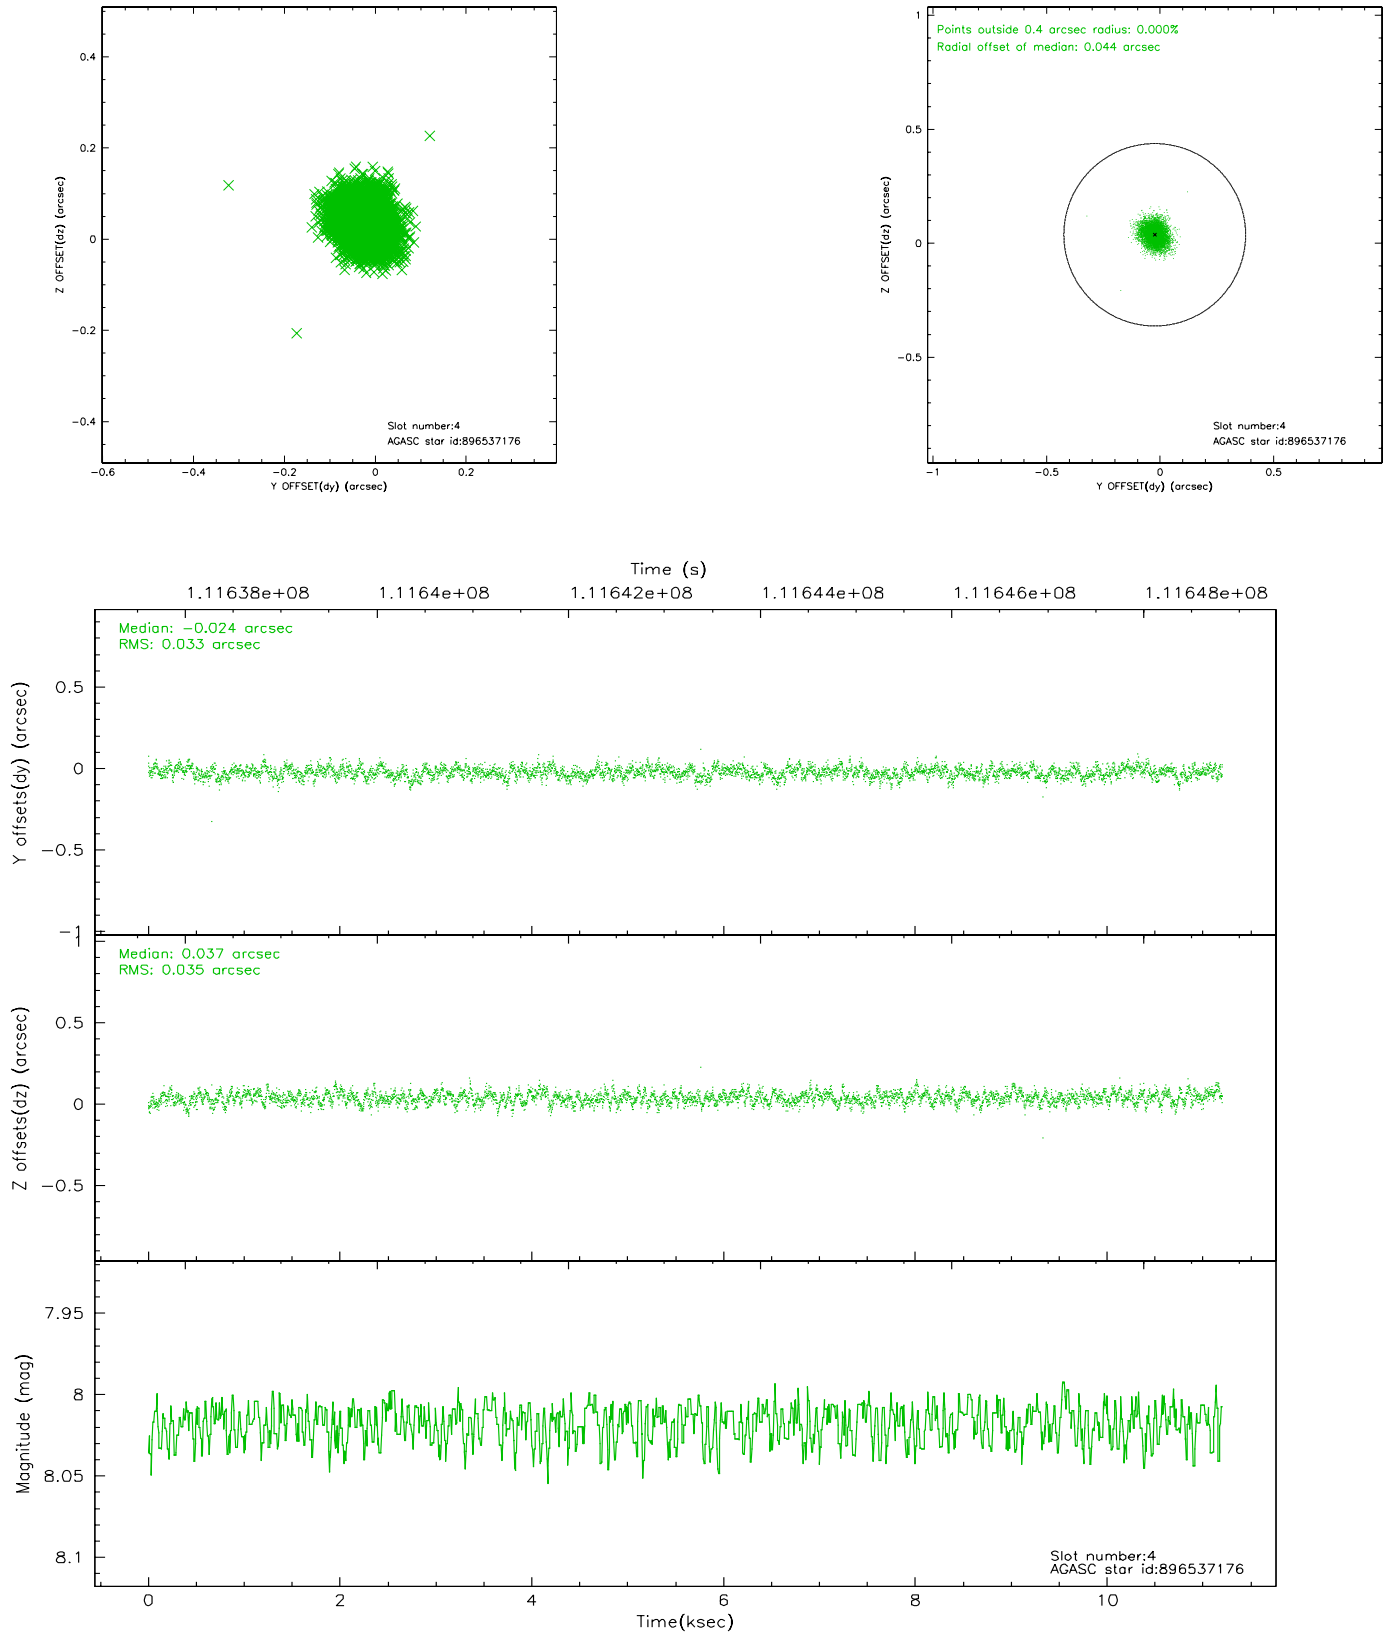 0.4
0.2
0
−0.2
−0.4
Z OFFSET(dz) (arcsec)
Slot number:4
AGASC star id:896537176
−0.6 −0.4 −0.2 0 0.2
Y OFFSET(dy) (arcsec)
Points outside 0.4 arcsec radius: 0.000%
Radial offset of median: 0.044 arcsec
1
0.5
0
−0.5
Z OFFSET(dz) (arcsec)
Slot number:4
AGASC star id:896537176
−1 −0.5 0 0.5
Y OFFSET(dy) (arcsec)
Time (s)
1.11638e+08 1.1164e+08 1.11642e+08 1.11644e+08 1.11646e+08 1.11648e+08
Median: −0.024 arcsec
RMS: 0.033 arcsec
0.5
0
−0.5
−1
Y offsets(dy) (arcsec)
Median: 0.037 arcsec
RMS: 0.035 arcsec
1
0.5
0
−0.5
Z offsets(dz) (arcsec)
7.95
8
8.05
8.1
Magnitude (mag)
Slot number:4
AGASC star id:896537176
0 2 4 6 8 10
Time(ksec)